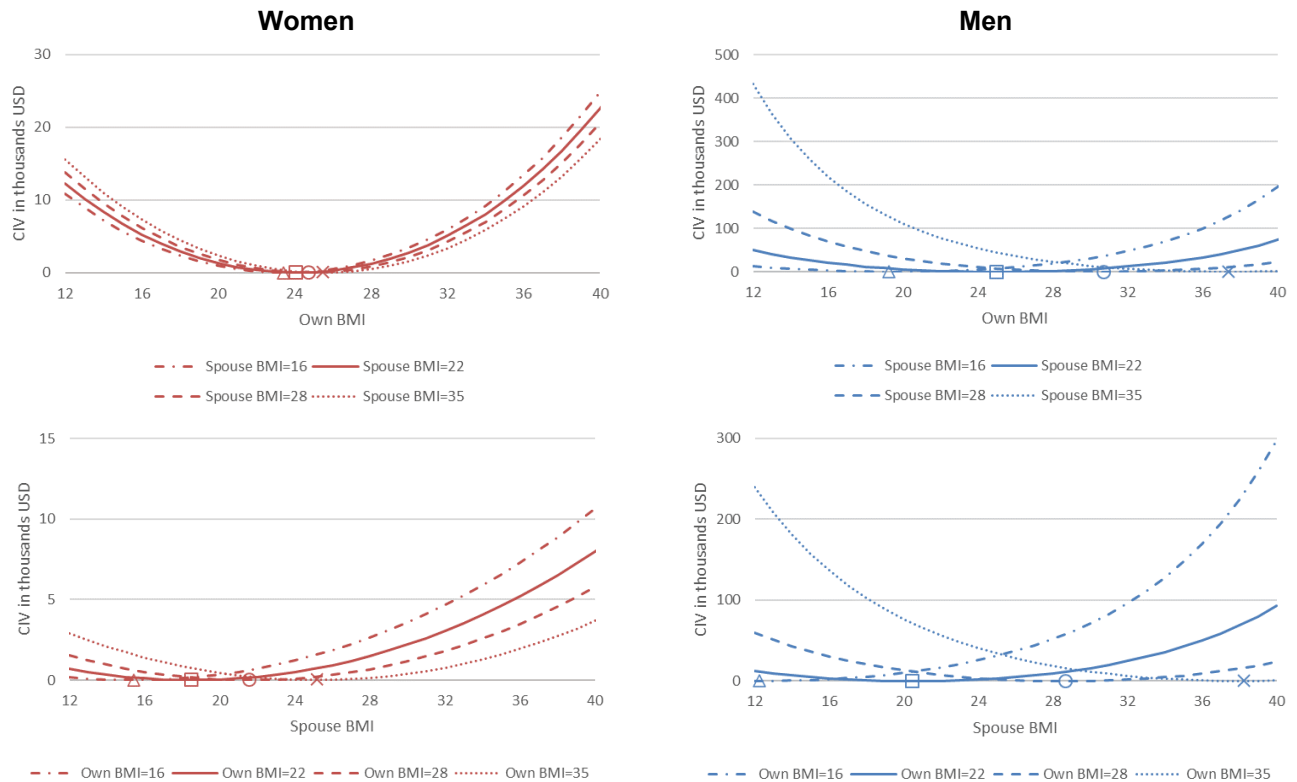 Women
CIV in thousands USD
30
20
10
0
12 16 20 24 28 32 36 40
Own BMI
Spouse BMI=16 Spouse BMI=22
Spouse BMI=28 Spouse BMI=35
Men
CIV in thousands USD
500
400
300
200
100
0
12 16 20 24 28 32 36 40
Own BMI
Spouse BMI=16 Spouse BMI=22
Spouse BMI=28 Spouse BMI=35
CIV in thousands USD
15
10
5
0
12 16 20 24 28 32 36 40
Spouse BMI
Own BMI=16 Own BMI=22 Own BMI=28 Own BMI=35
CIV in thousands USD
300
200
100
0
12 16 20 24 28 32 36 40
Spouse BMI
Own BMI=16 Own BMI=22 Own BMI=28 Own BMI=35